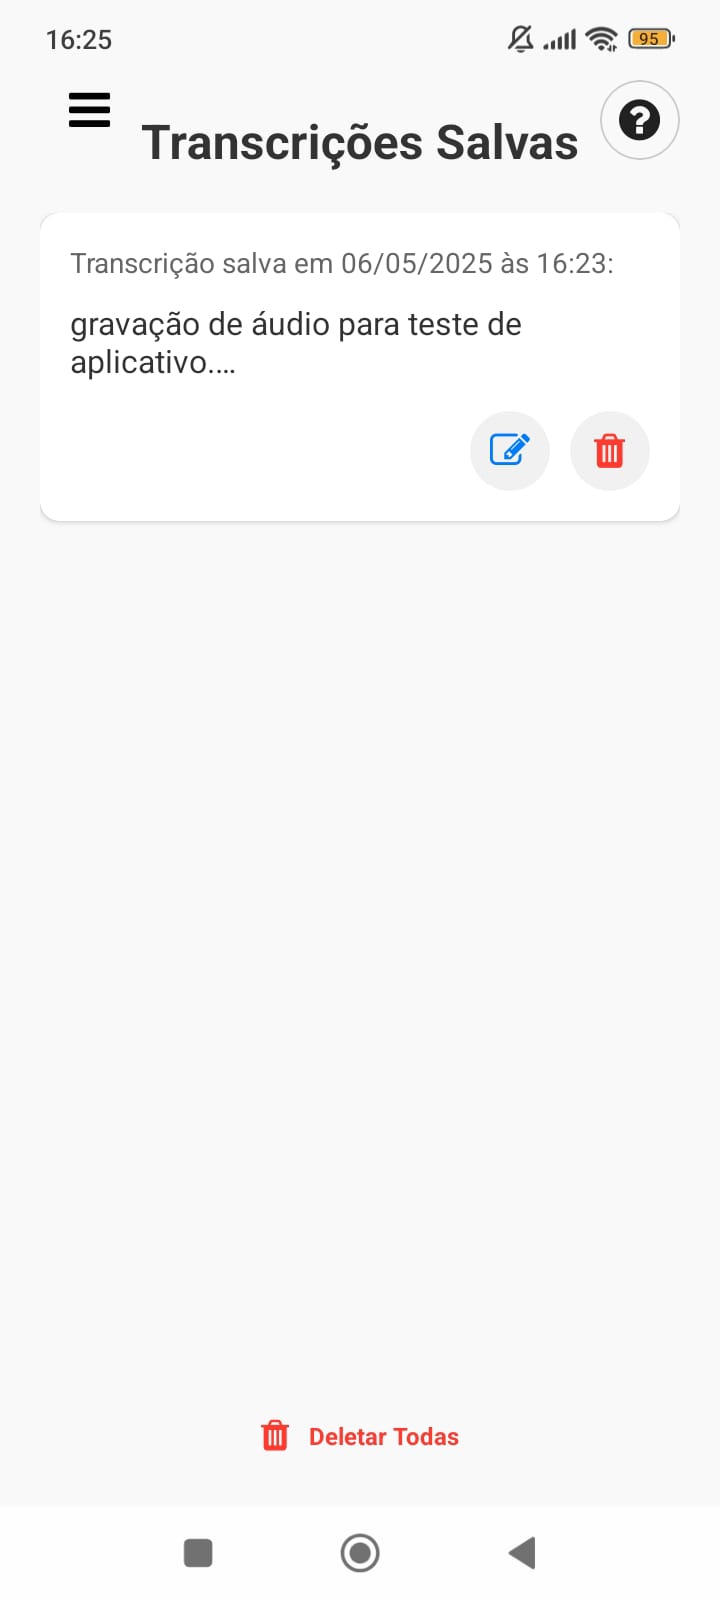 16:25
95
Transcrições Salvas
?
Transcrição salva em 06/05/2025 às 16:23:
gravação de áudio para teste de
aplicativo....
Deletar Todas